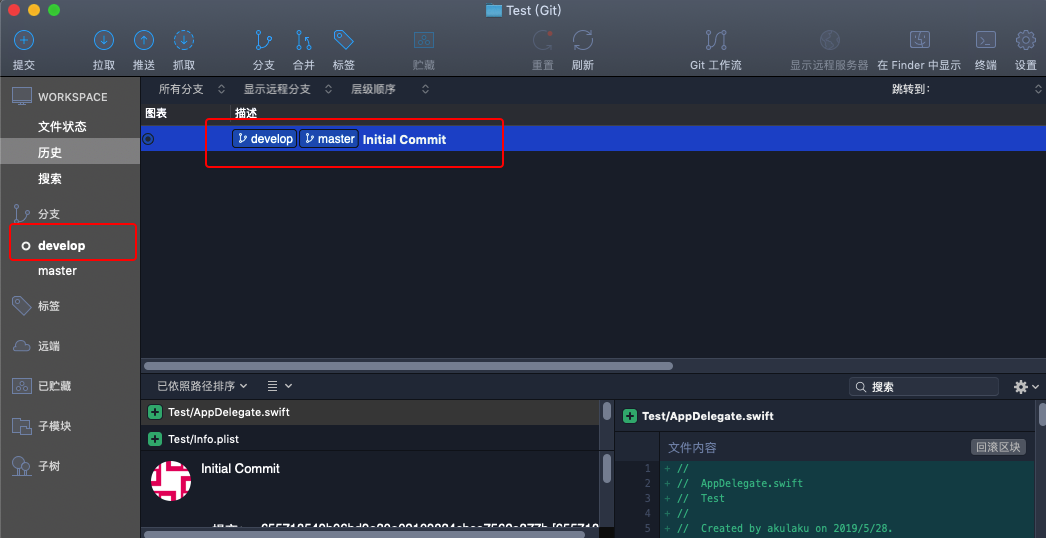 Test (Git)
提交 拉取 推送 抓取 分支 合并 标签 贮藏 重置 刷新 Git 工作流 显示远程服务器 在 Finder 中显示 终端 设置
WORKSPACE
文件状态
历史
搜索
分支
develop
master
标签
远端
已贮藏
子模块
子树
所有分支 显示远程分支 层级顺序 跳转到:
图表 描述
develop master Initial Commit
已依照路径排序 搜索
Test/AppDelegate.swift
Test/Info.plist
Initial Commit
Test/AppDelegate.swift
文件内容 回滚区块
1 + //
2 + // AppDelegate.swift
3 + // Test
4 + //
5 + // Created by akulaku on 2019/5/28.